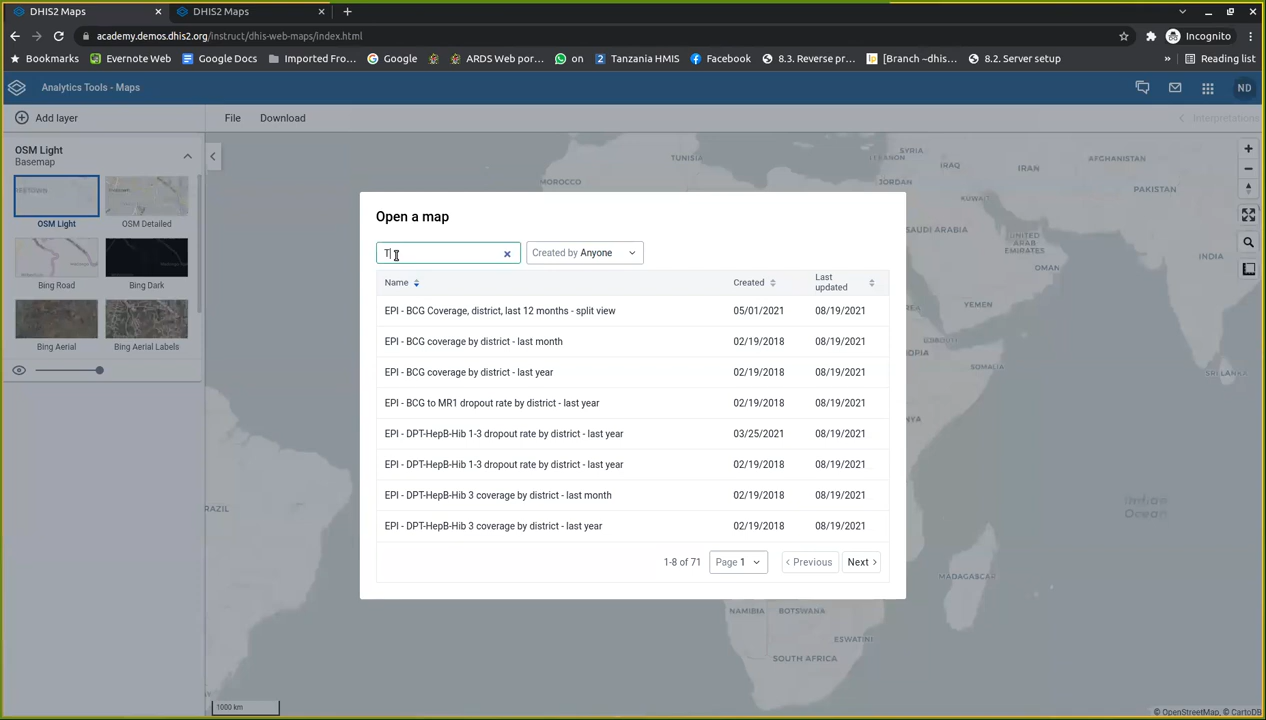 DHIS2 Maps
DHIS2 Maps
academy.demos.dhis2.org/instruct/dhis-web-maps/index.html
Incognito
Bookmarks
Evernote Web
Google Docs
Imported Fro...
Google
ARDS Web por...
on
2 Tanzania HMIS
Facebook
8.3. Reverse pr...
[Branch ~dhis...
8.2. Server setup
»
Reading list
Analytics Tools - Maps
ND
Add layer
File
Download
Interpretations
OSM Light
Basemap
OSM Light
OSM Detailed
Bing Road
Bing Dark
Bing Aerial
Bing Aerial Labels
TUNISIA
MOROCCO
LEBANON
SYRIA
IRAQ
JORDAN
IRAN
AFGHANISTAN
PAKISTAN
KUWAIT
SAUDI ARABIA
UNITED
ARAB
EMIRATES
OMAN
INDIA
YEMEN
DJIBOUTI
SOMALIA
SRI LANKA
RAZIL
Indian
Ocean
MADAGASCAR
NAMIBIA
BOTSWANA
ESWATINI
SOUTH AFRICA
Open a map
T
Created by Anyone
Name
Created
Last
updated
EPI - BCG Coverage, district, last 12 months - split view 05/01/2021 08/19/2021
EPI - BCG coverage by district - last month 02/19/2018 08/19/2021
EPI - BCG coverage by district - last year 02/19/2018 08/19/2021
EPI - BCG to MR1 dropout rate by district - last year 02/19/2018 08/19/2021
EPI - DPT-HepB-Hib 1-3 dropout rate by district - last year 03/25/2021 08/19/2021
EPI - DPT-HepB-Hib 1-3 dropout rate by district - last year 02/19/2018 08/19/2021
EPI - DPT-HepB-Hib 3 coverage by district - last month 02/19/2018 08/19/2021
EPI - DPT-HepB-Hib 3 coverage by district - last year 02/19/2018 08/19/2021
1-8 of 71
Page 1
Previous
Next
1000 km
© OpenStreetMap, © CartoDB